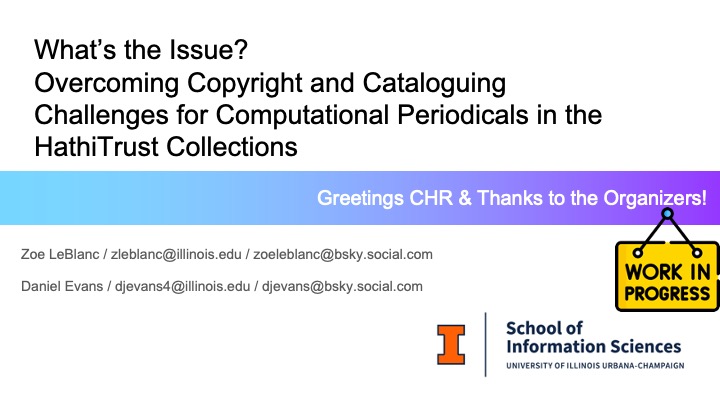 What’s the Issue?
Overcoming Copyright and Cataloguing
Challenges for Computational Periodicals in the
HathiTrust Collections
Greetings CHR & Thanks to the Organizers!
Zoe LeBlanc / zleblanc@illinois.edu / zoeleblanc@bsky.social.com
Daniel Evans / djevans4@illinois.edu / djevans@bsky.social.com
WORK IN
PROGRESS
I
School of
Information Sciences
UNIVERSITY OF ILLINOIS URBANA-CHAMPAIGN